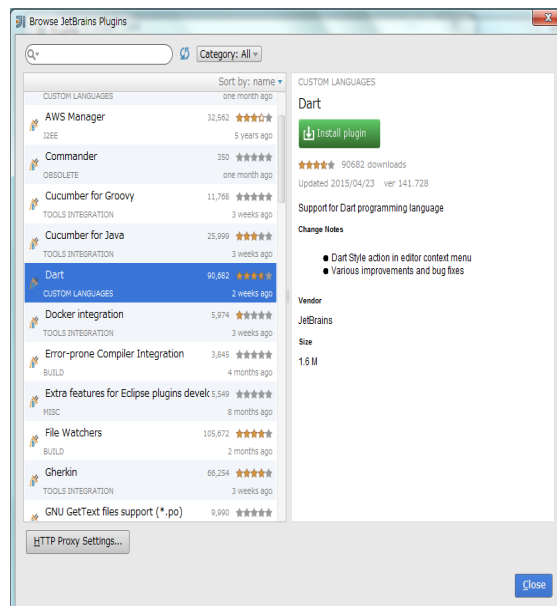 Browse JetBrains Plugins
Category: All
Sort by: name
CUSTOM LANGUAGES one month ago
AWS Manager 32,562
J2EE 5 years ago
Commander 350
OBSOLETE one month ago
Cucumber for Groovy 11,768
TOOLS INTEGRATION 3 weeks ago
Cucumber for Java 25,999
TOOLS INTEGRATION 3 weeks ago
Dart 90,682
CUSTOM LANGUAGES 2 weeks ago
Docker integration 5,974
TOOLS INTEGRATION 3 weeks ago
Error-prone Compiler Integration 3,845
BUILD 4 months ago
Extra features for Eclipse plugins develc 5,549
MISC 8 months ago
File Watchers 105,672
BUILD 2 months ago
Gherkin 66,254
TOOLS INTEGRATION 3 weeks ago
GNU GetText files support (*.po) 9,990
HTTP Proxy Settings...
CUSTOM LANGUAGES
Dart
Install plugin
90682 downloads
Updated 2015/04/23 ver 141.728
Support for Dart programming language
Change Notes
● Dart Style action in editor context menu
● Various improvements and bug fixes
Vendor
JetBrains
Size
1.6 M
Close